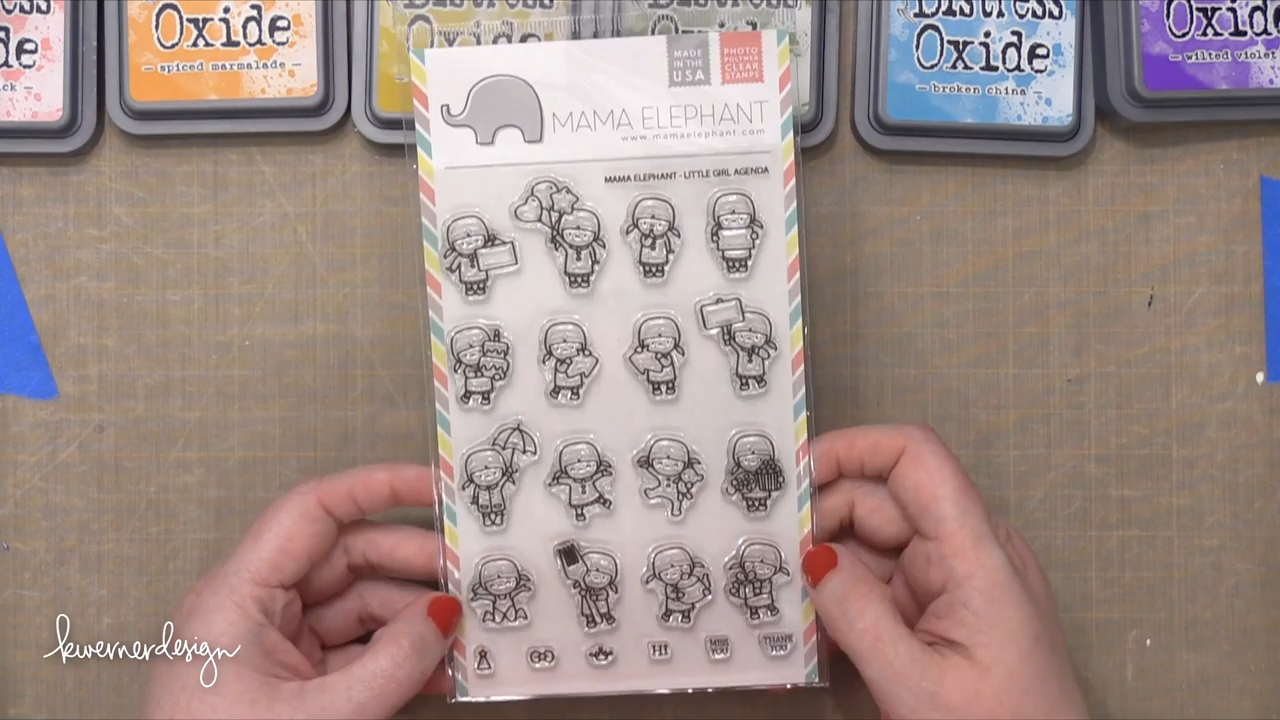 Oxide
— spiced marmalade —
Distress
Oxide
— broken china —
Oxide
— wilted violet
MADE
IN THE
USA
PHOTO
POLYMER
CLEAR
STAMPS
MAMA ELEPHANT
www.mamaelephant.com
MAMA ELEPHANT - LITTLE GIRL AGENDA
HI
MISS
YOU
THANK
YOU
kwernerdesign